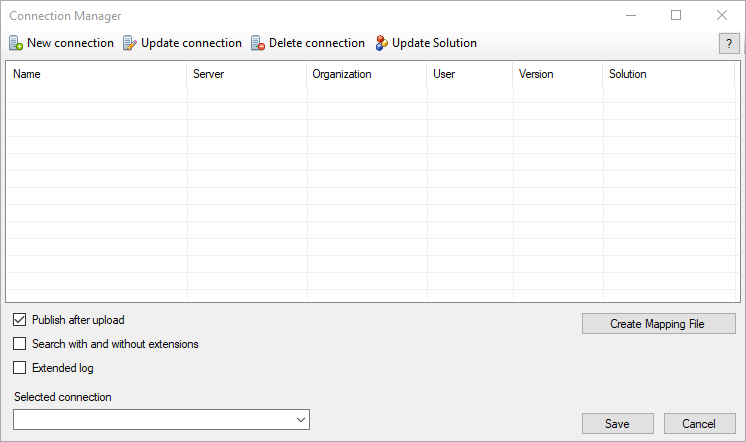 Connection Manager
New connection Update connection Delete connection Update Solution ?
Name Server Organization User Version Solution
Publish after upload
Create Mapping File
Search with and without extensions
Extended log
Selected connection
Save Cancel